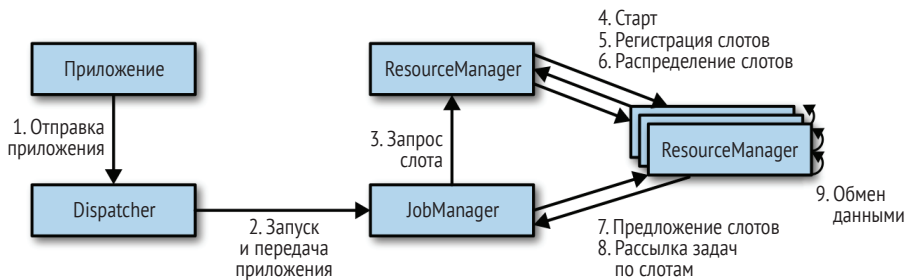 4. Старт
5. Регистрация слотов
6. Распределение слотов
Приложение
ResourceManager
1. Отправка
приложения
3. Запрос
слота
ResourceManager
Dispatcher
JobManager
9. Обмен
данными
2. Запуск
и передача
приложения
7. Предложение слотов
8. Рассылка задач
по слотам